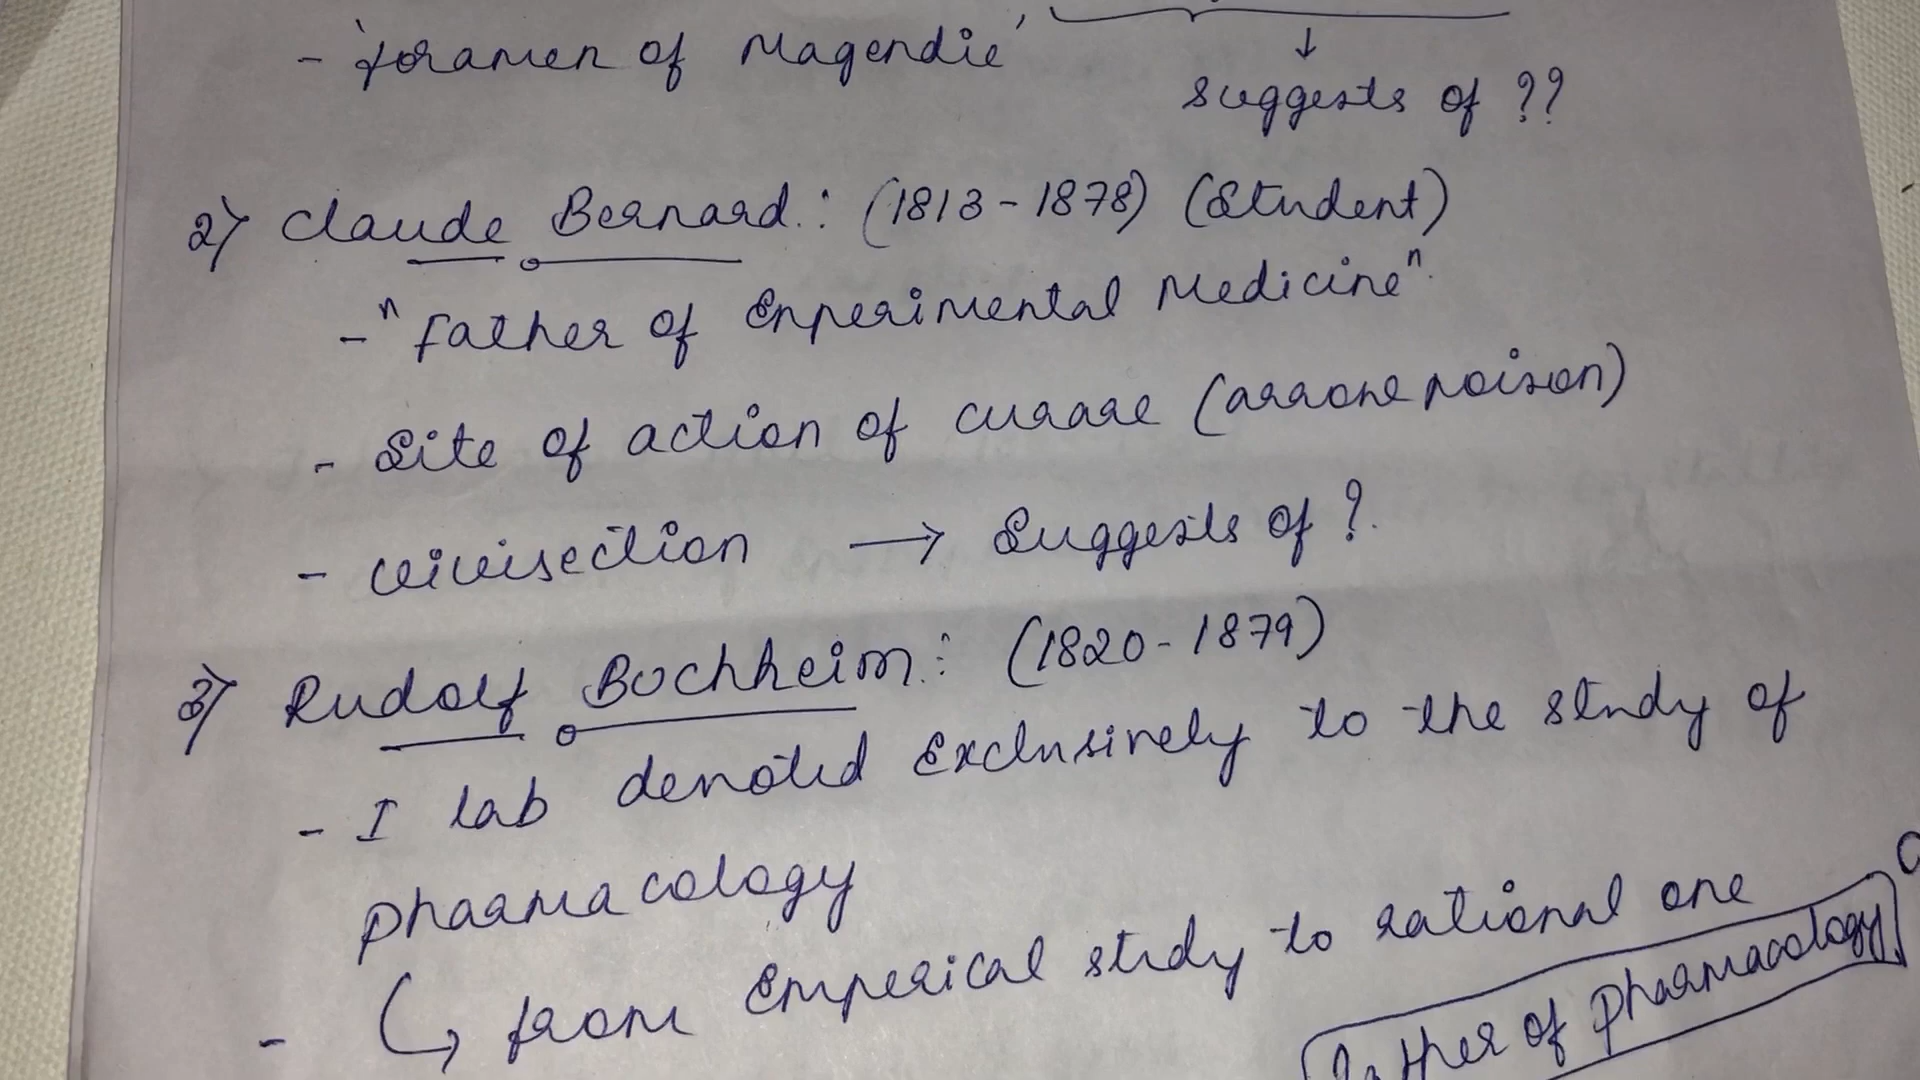 - 'foramen of Magendie'
↓
suggests of ??
2) Claude Bernard : (1813 - 1878) (Student)
- "Father of Experimental Medicine".
- Site of action of curare (arrow poison)
- vivisection → Suggests of ?
3) Rudolf Buchheim : (1820 - 1879)
- I lab devoted exclusively to the study of
pharmacology
- ↳ from emperical study to rational one
Father of pharmacology